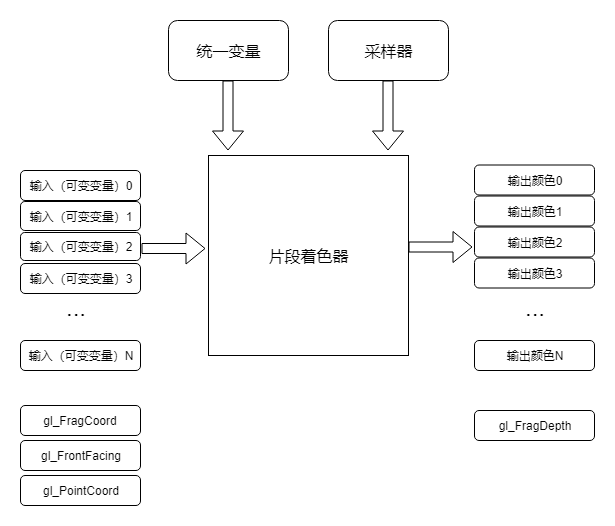 统一变量
采样器
输入（可变变量）0
输入（可变变量）1
输入（可变变量）2
输入（可变变量）3
...
输入（可变变量）N
gl_FragCoord
gl_FrontFacing
gl_PointCoord
片段着色器
输出颜色0
输出颜色1
输出颜色2
输出颜色3
...
输出颜色N
gl_FragDepth